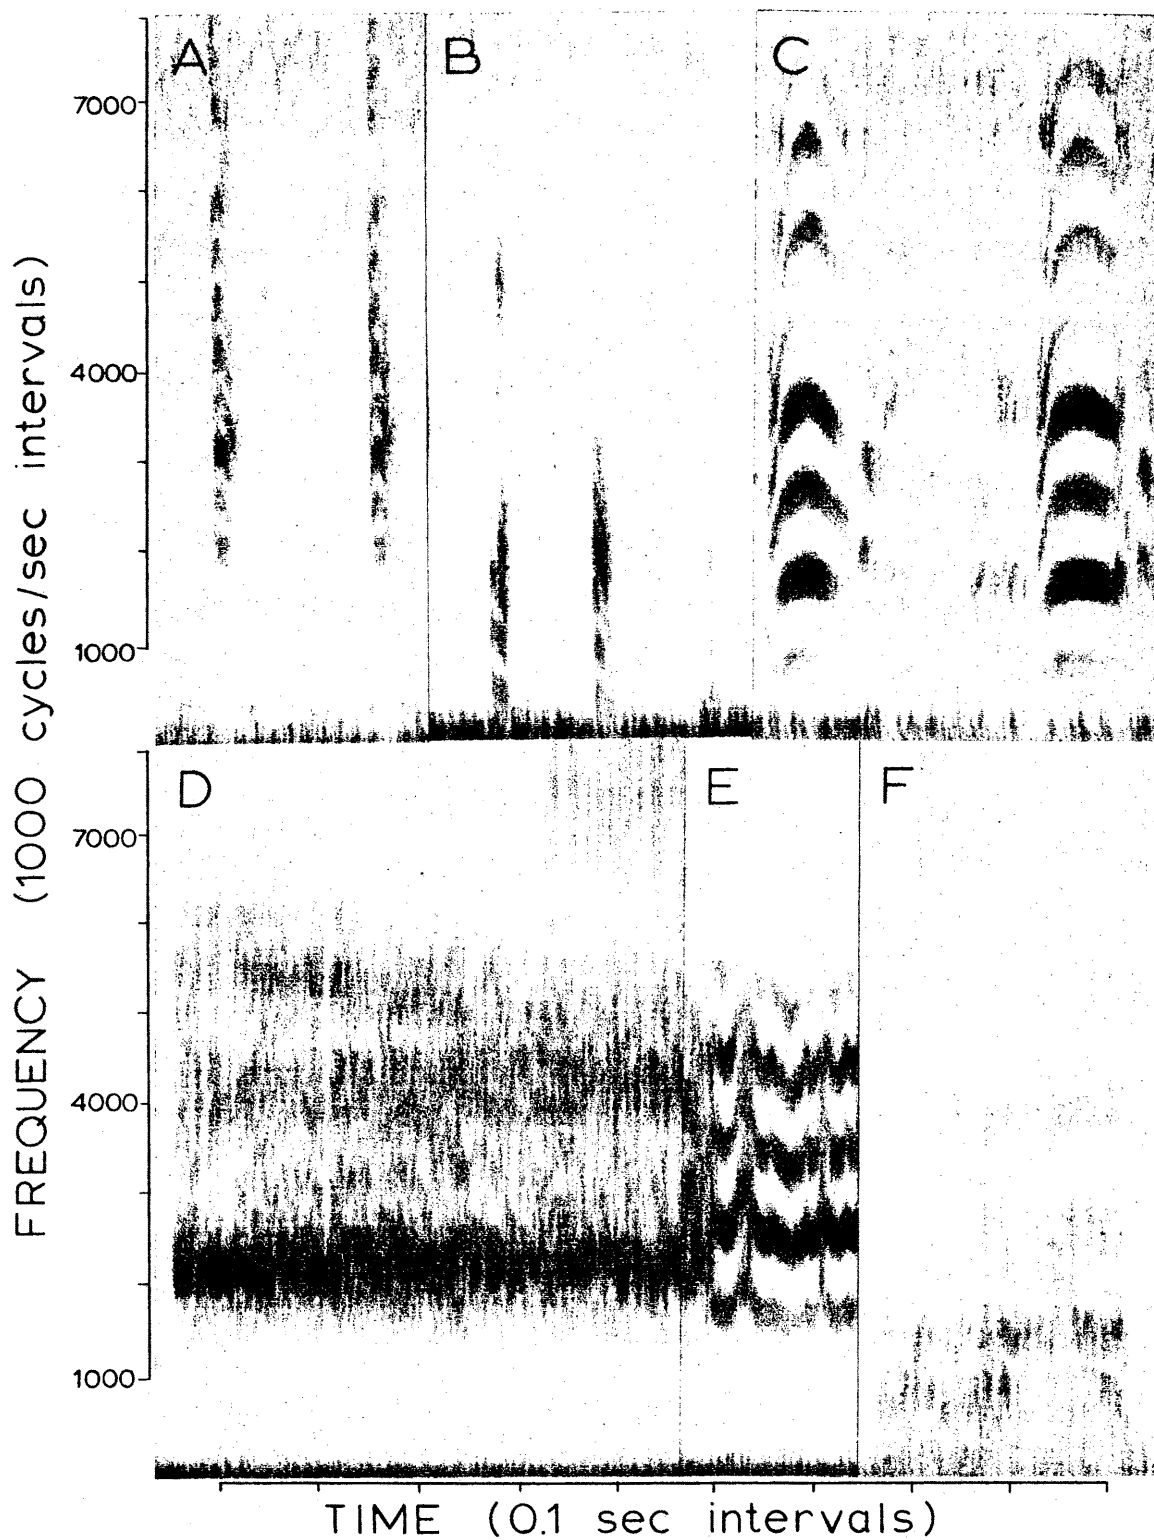 A
B
C
7000
4000
1000
D
E
F
7000
4000
1000
FREQUENCY (1000 cycles/sec intervals)
TIME (0.1 sec intervals)